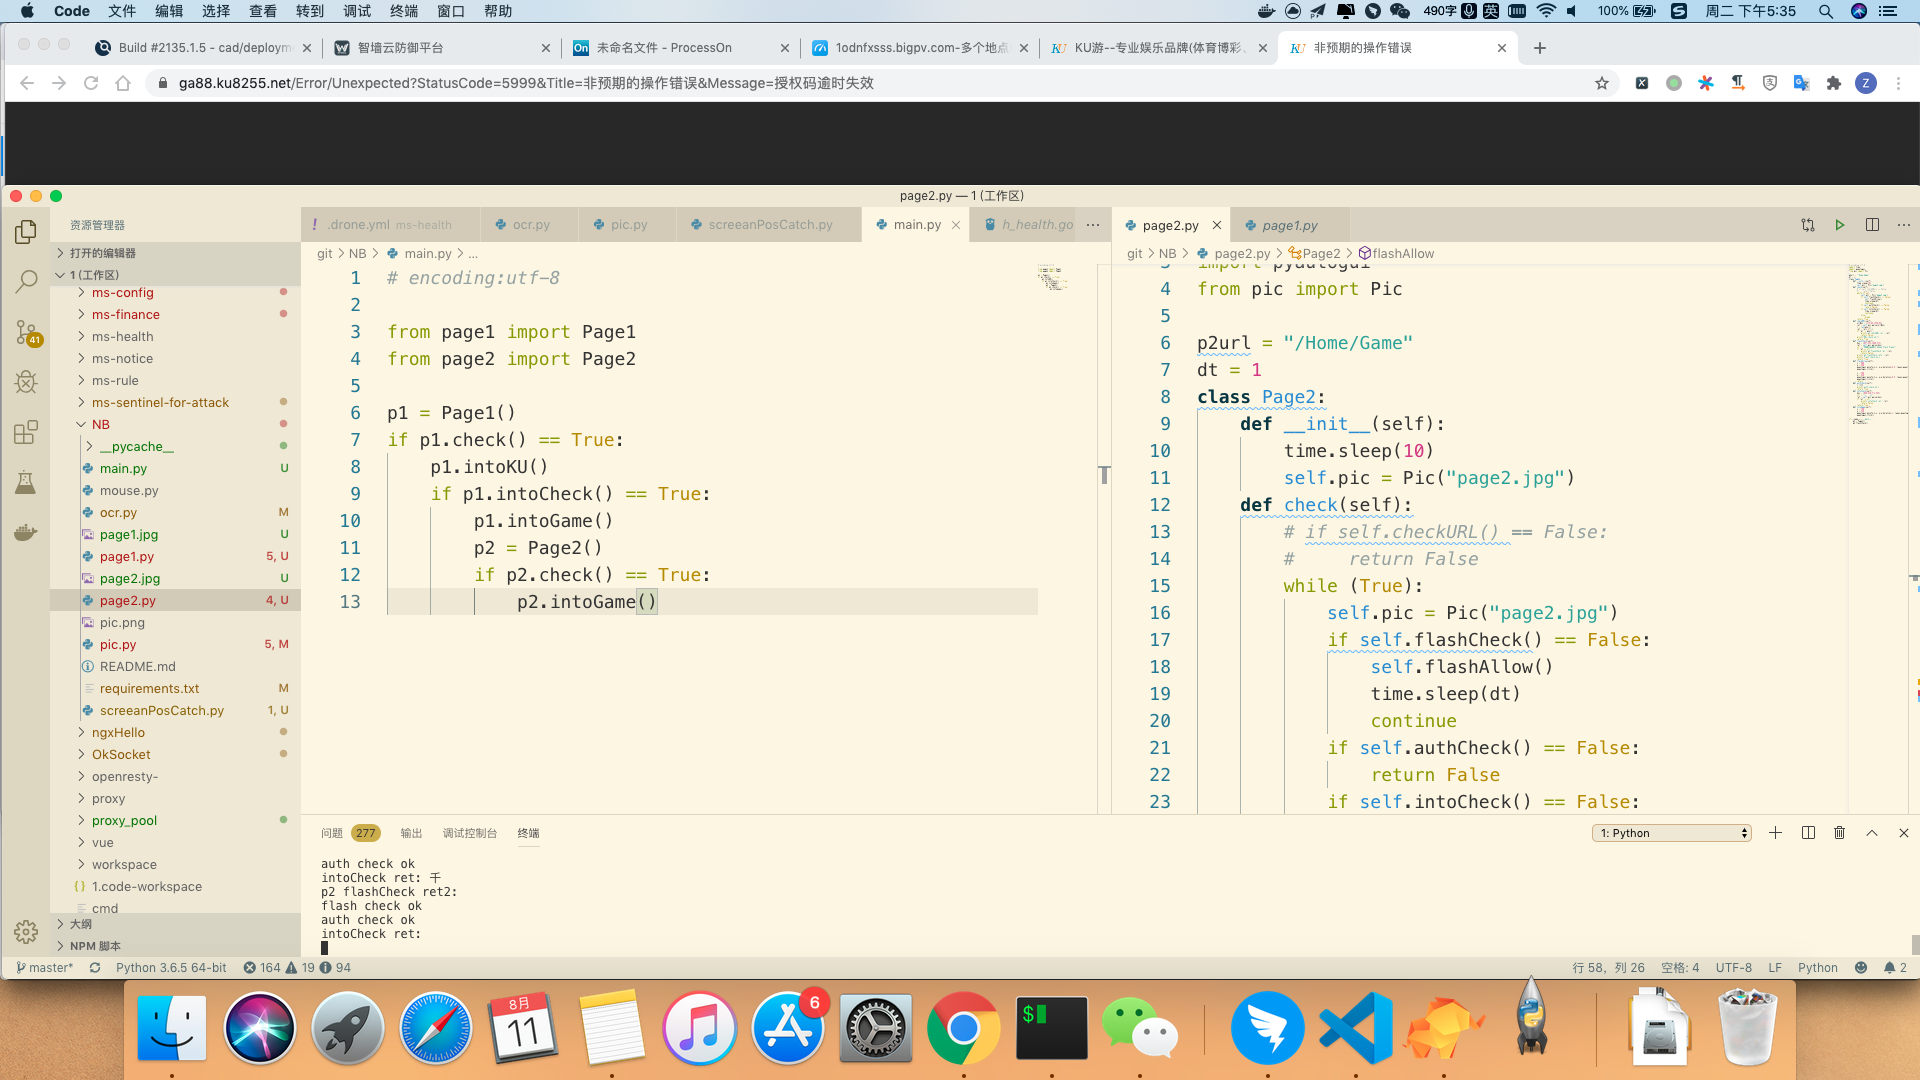 Code 文件 编辑 选择 查看 转到 调试 终端 窗口 帮助
490字 英 100% 周二 下午5:35
Build #2135.1.5 - cad/deploym
智墙云防御平台
On 未命名文件 - ProcessOn
1odnfxsss.bigpv.com-多个地点
KU KU游--专业娱乐品牌(体育博彩
KU 非预期的操作错误
ga88.ku8255.net/Error/Unexpected?StatusCode=5999&Title=非预期的操作错误&Message=授权码逾时失效
Z
page2.py — 1 (工作区)
资源管理器
打开的编辑器
1 (工作区)
ms-config
ms-finance
ms-health
ms-notice
ms-rule
ms-sentinel-for-attack
NB
__pycache__
main.py U
mouse.py
ocr.py M
page1.jpg U
page1.py 5, U
page2.jpg U
page2.py 4, U
pic.png
pic.py 5, M
README.md
requirements.txt M
screeanPosCatch.py 1, U
ngxHello
OkSocket
openresty-
proxy
proxy_pool
vue
workspace
1.code-workspace
cmd
大纲
NPM 脚本
41
.drone.yml ms-health
ocr.py
pic.py
screeanPosCatch.py
main.py
h_health.go
git > NB > main.py > ...
1 # encoding:utf-8
2
3 from page1 import Page1
4 from page2 import Page2
5
6 p1 = Page1()
7 if p1.check() == True:
8 p1.intoKU()
9 if p1.intoCheck() == True:
10 p1.intoGame()
11 p2 = Page2()
12 if p2.check() == True:
13 p2.intoGame()
page2.py
page1.py
git > NB > page2.py > Page2 > flashAllow
3 import pyautogui
4 from pic import Pic
5
6 p2url = "/Home/Game"
7 dt = 1
8 class Page2:
9 def __init__(self):
10 time.sleep(10)
11 self.pic = Pic("page2.jpg")
12 def check(self):
13 # if self.checkURL() == False:
14 # return False
15 while (True):
16 self.pic = Pic("page2.jpg")
17 if self.flashCheck() == False:
18 self.flashAllow()
19 time.sleep(dt)
20 continue
21 if self.authCheck() == False:
22 return False
23 if self.intoCheck() == False:
问题 277 输出 调试控制台 终端
1: Python
auth check ok
intoCheck ret: 千
p2 flashCheck ret2:
flash check ok
auth check ok
intoCheck ret:
master* Python 3.6.5 64-bit 164 19 94
行 58，列 26 空格: 4 UTF-8 LF Python 2
8月
11
6
$